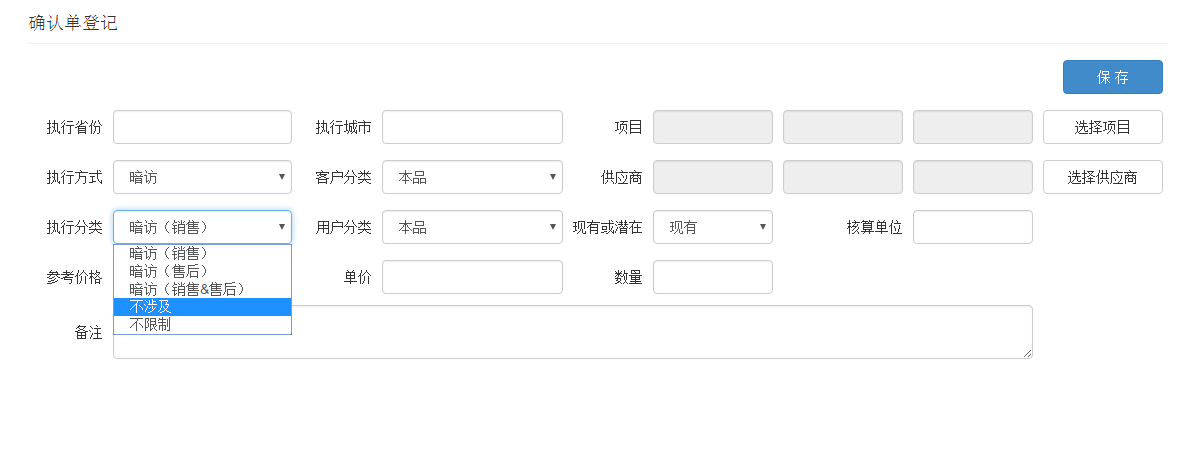 确认单登记
保 存
执行省份 执行城市 项目 选择项目
执行方式 暗访 客户分类 本品 供应商 选择供应商
执行分类 暗访（销售） 用户分类 本品 现有或潜在 现有 核算单位
暗访（销售）
暗访（售后）
暗访（销售&售后）
不涉及
不限制
参考价格 单价 数量
备注